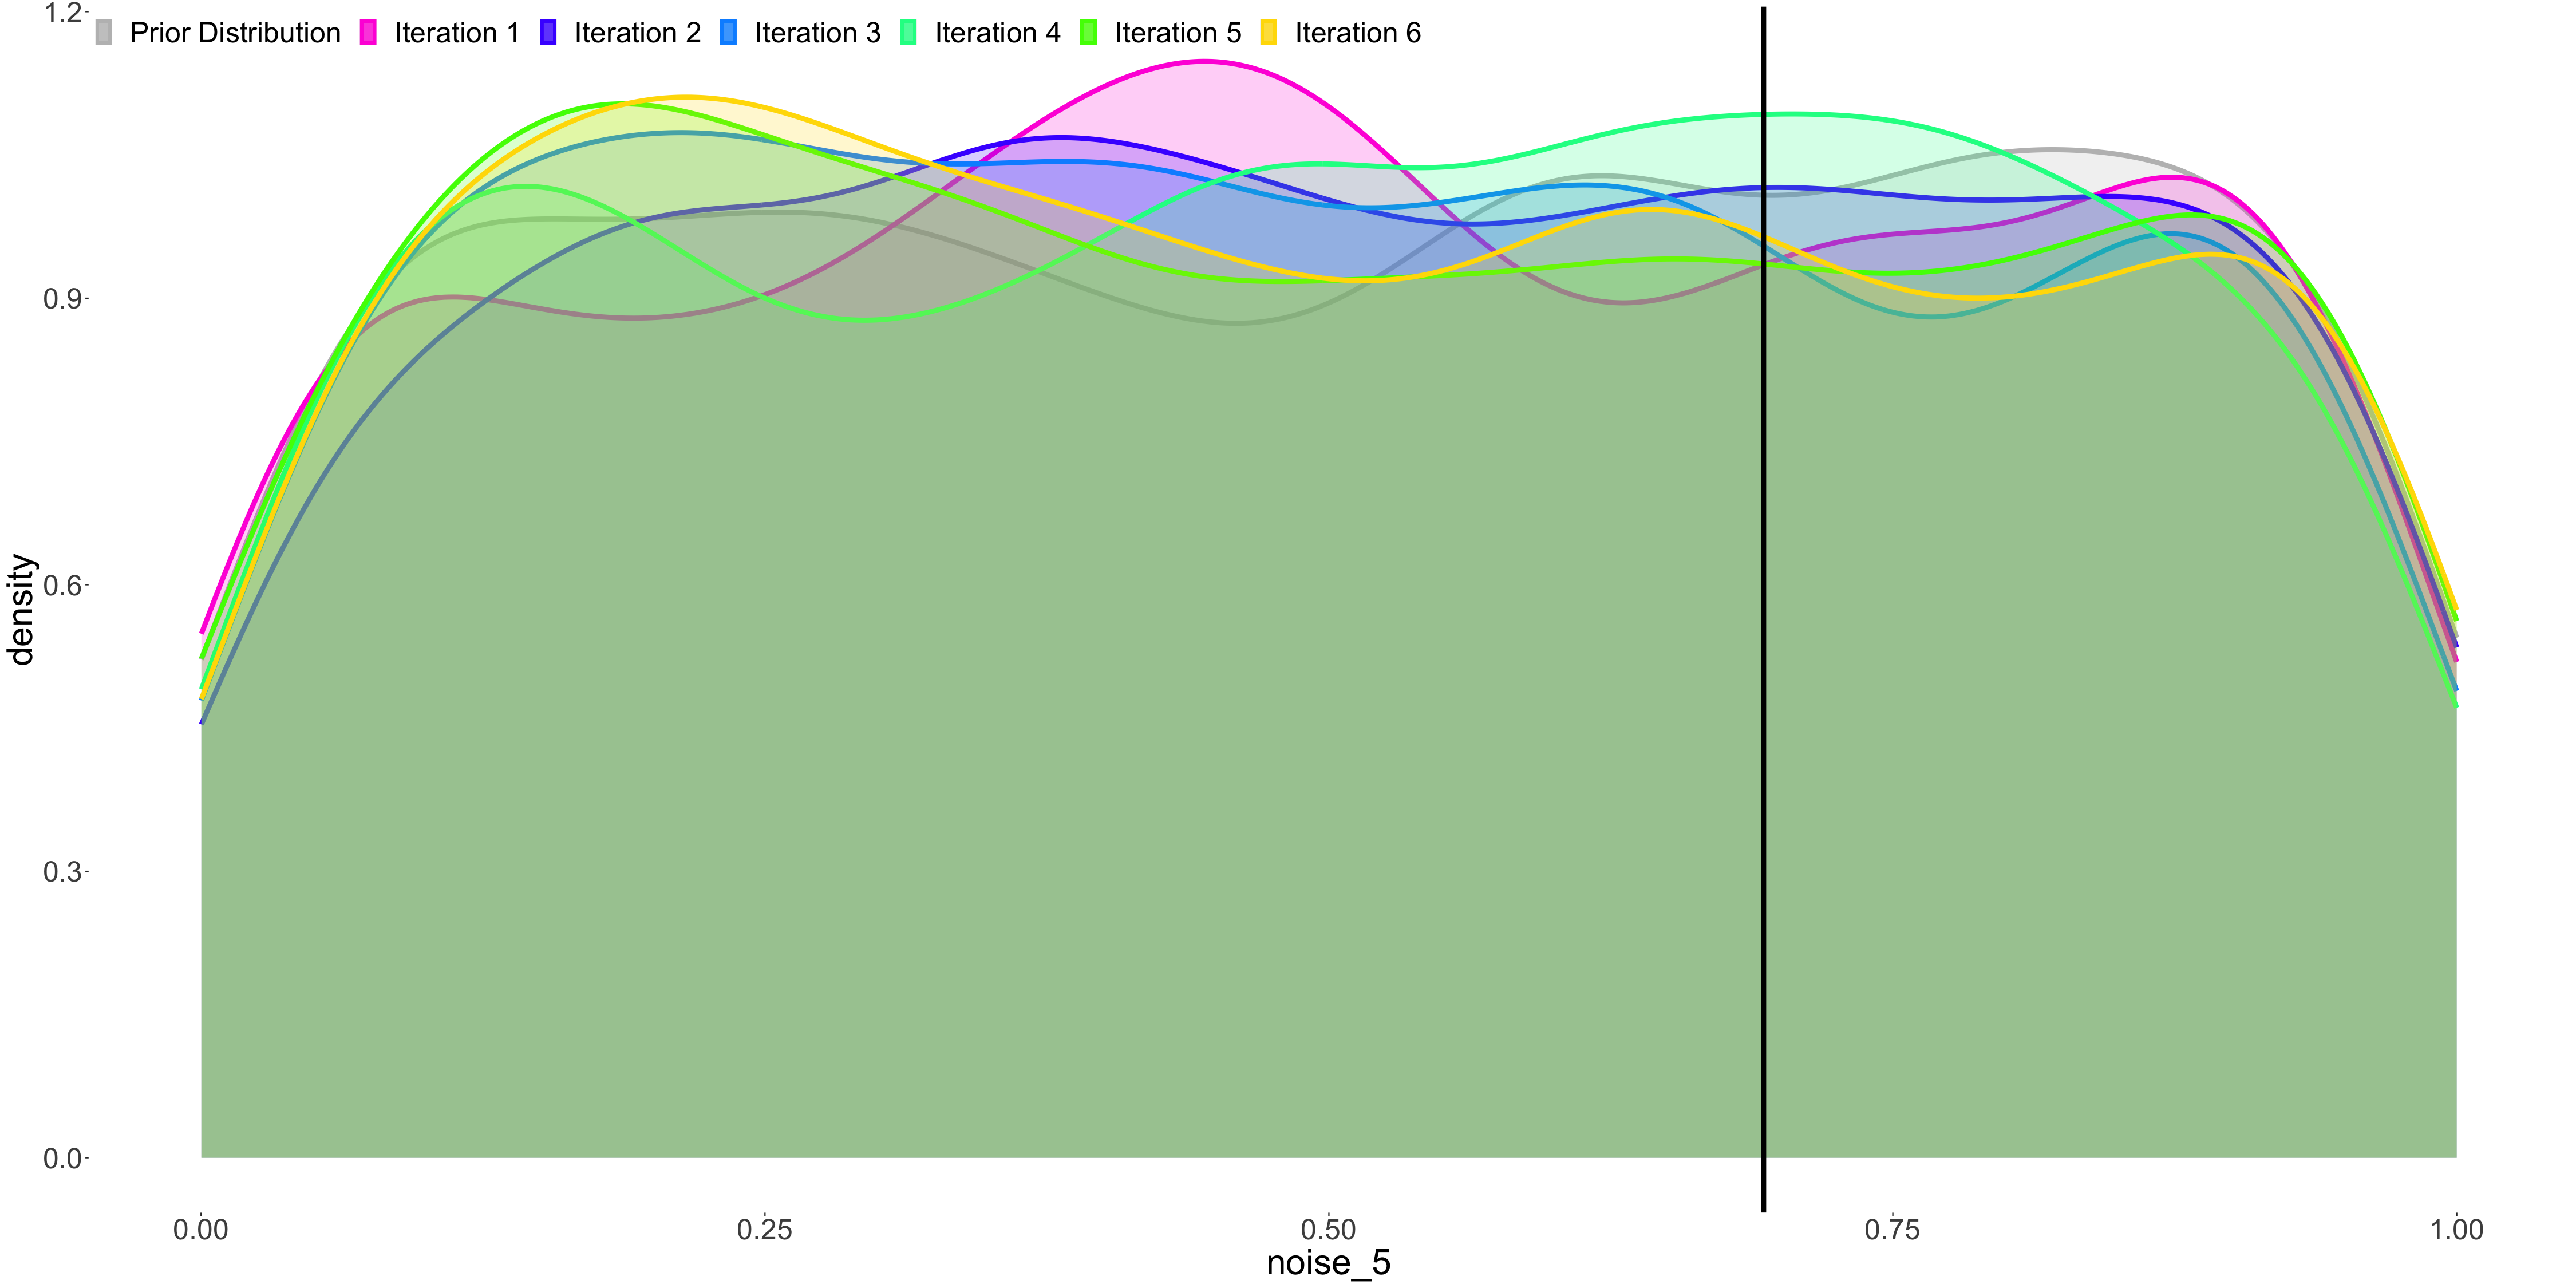 1.2
Prior Distribution Iteration 1 Iteration 2 Iteration 3 Iteration 4 Iteration 5 Iteration 6
0.9
density
0.6
0.3
0.0
0.00 0.25 0.50 0.75 1.00
noise_5